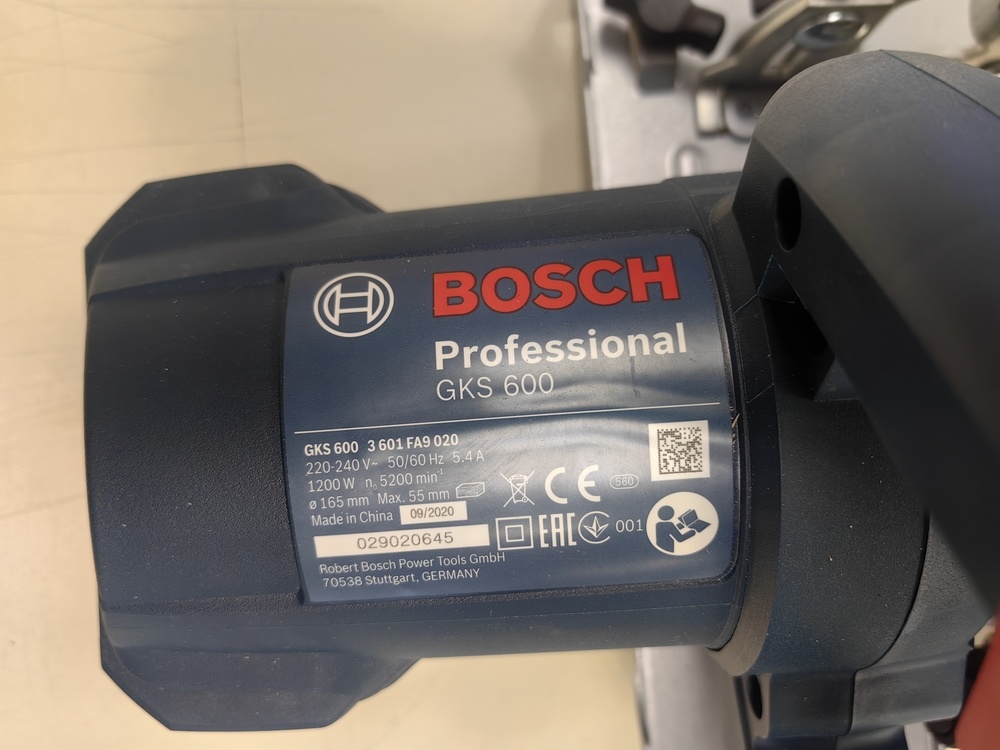 BOSCH
Professional
GKS 600
GKS 600 3 601 FA9 020
220-240 V~ 50/60 Hz 5.4 A
1200 W n₀ 5200 min⁻¹
ø 165 mm Max. 55 mm
Made in China 09/2020
029020645
Robert Bosch Power Tools GmbH
70538 Stuttgart, GERMANY
CE 560
EAC 001